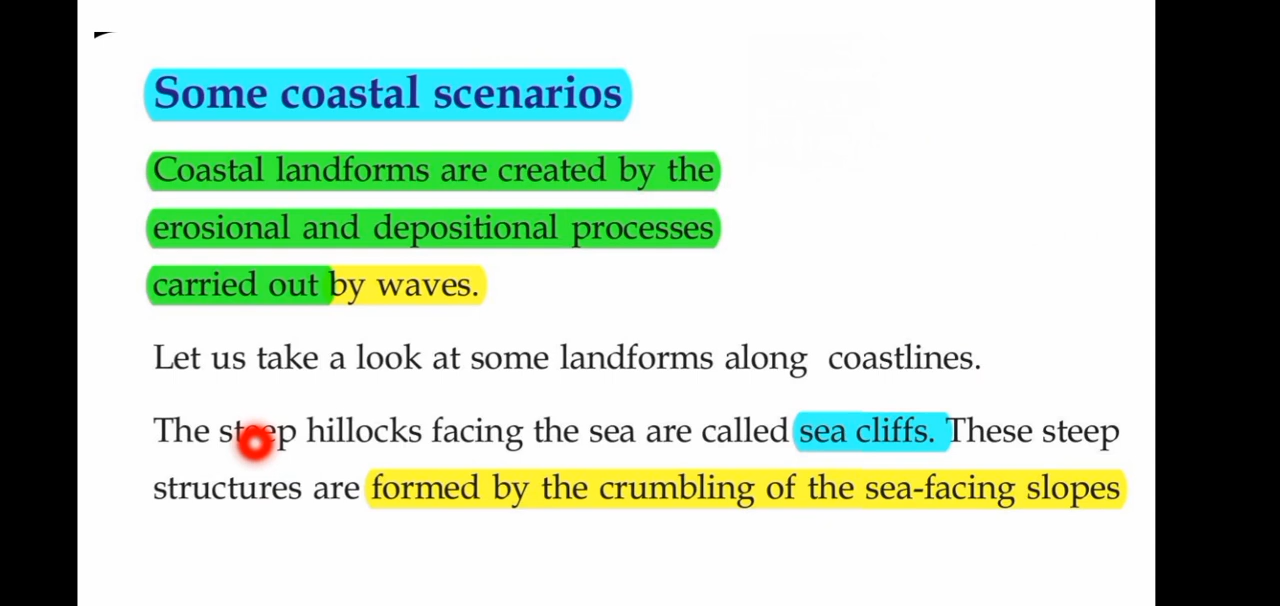 Some coastal scenarios
Coastal landforms are created by the
erosional and depositional processes
carried out by waves.
Let us take a look at some landforms along coastlines.
The steep hillocks facing the sea are called sea cliffs. These steep
structures are formed by the crumbling of the sea-facing slopes